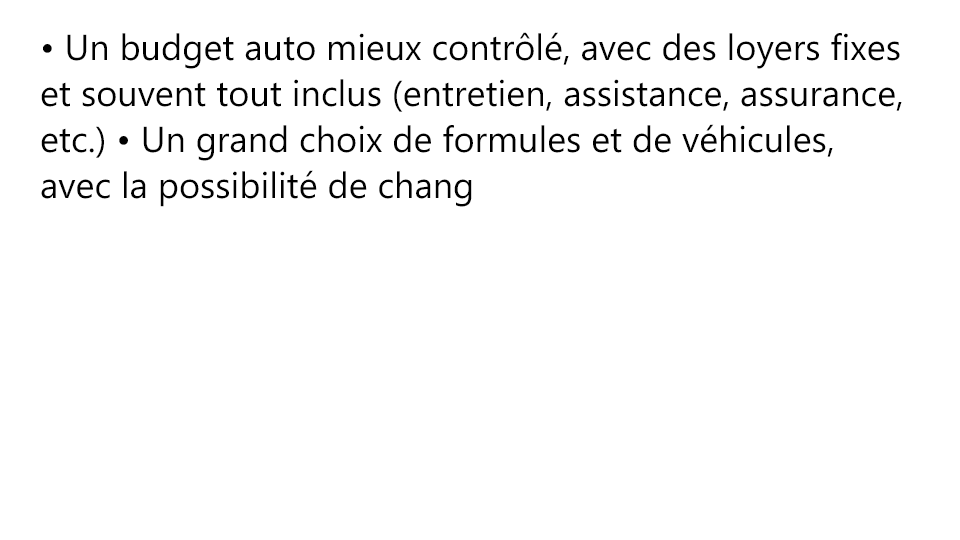 • Un budget auto mieux contrôlé, avec des loyers fixes
et souvent tout inclus (entretien, assistance, assurance,
etc.) • Un grand choix de formules et de véhicules,
avec la possibilité de chang